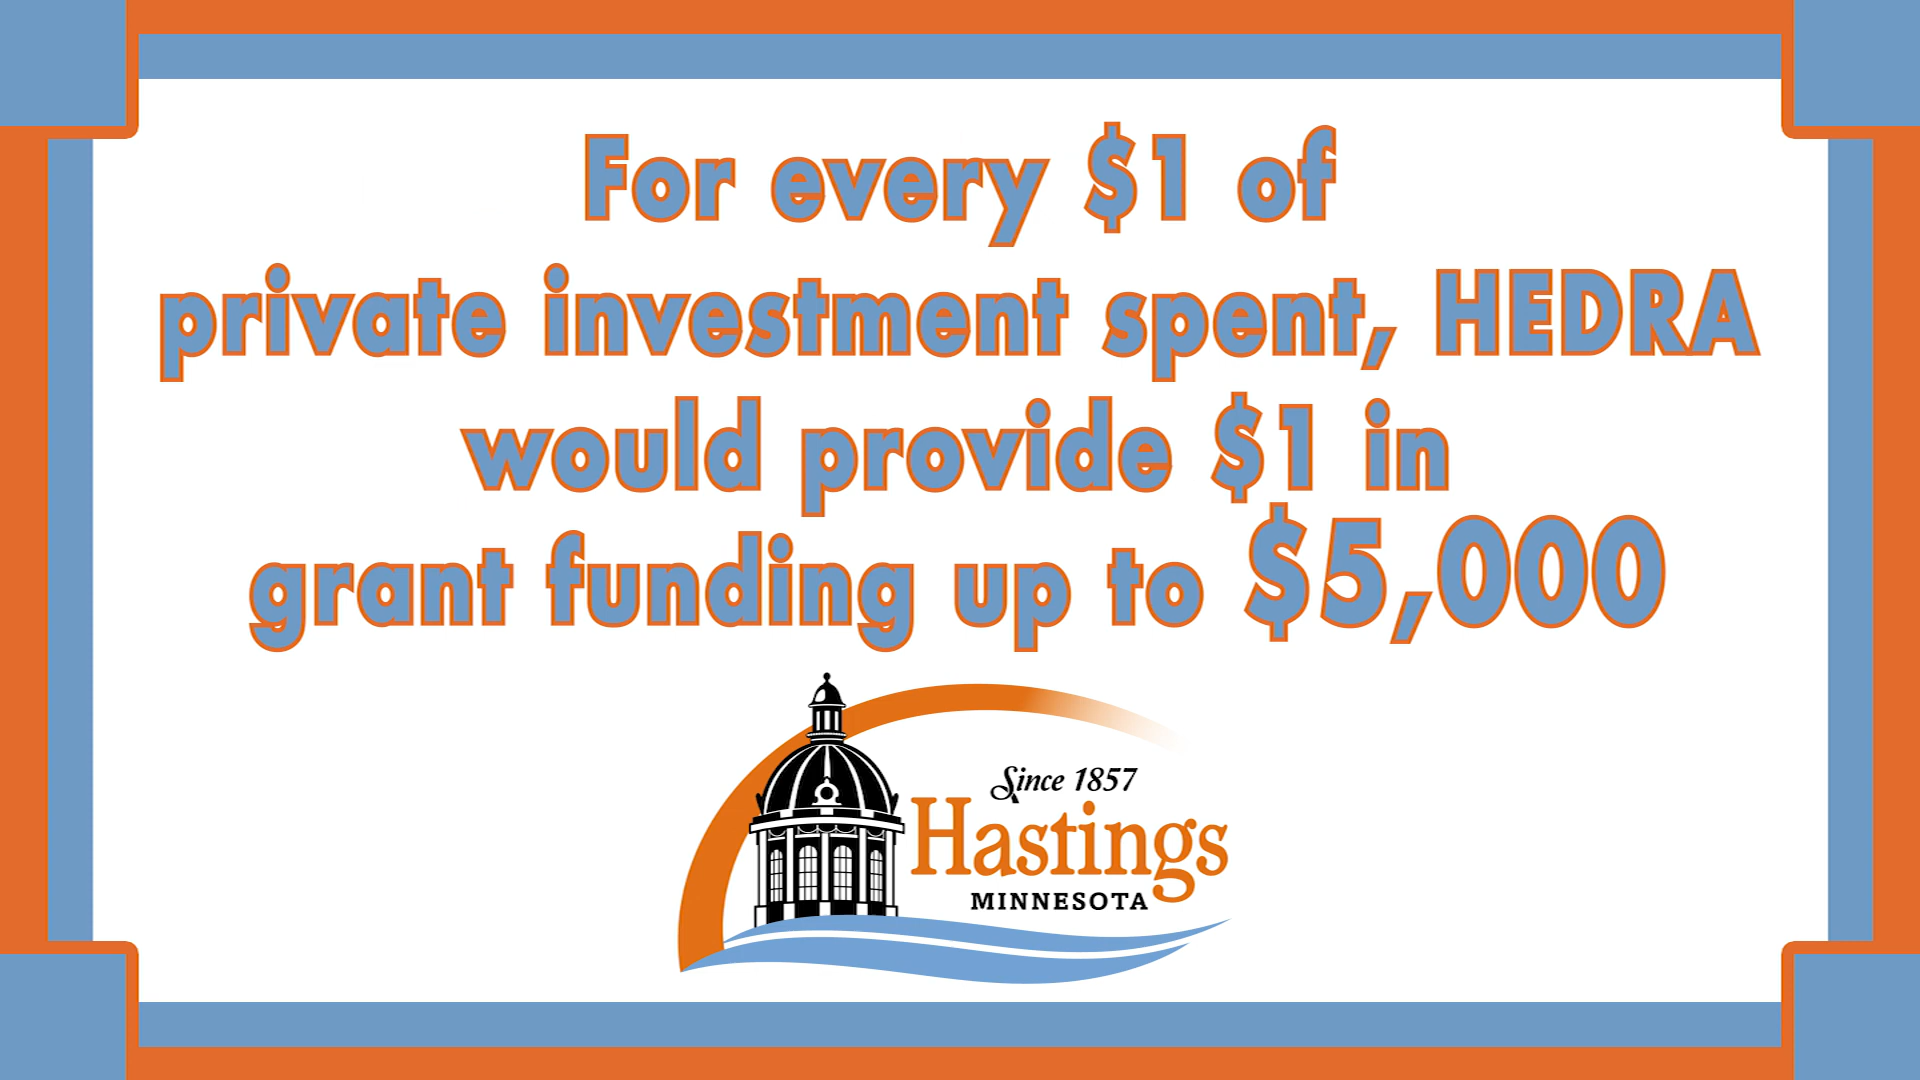 For every $1 of
private investment spent, HEDRA
would provide $1 in
grant funding up to $5,000
Since 1857
Hastings
MINNESOTA